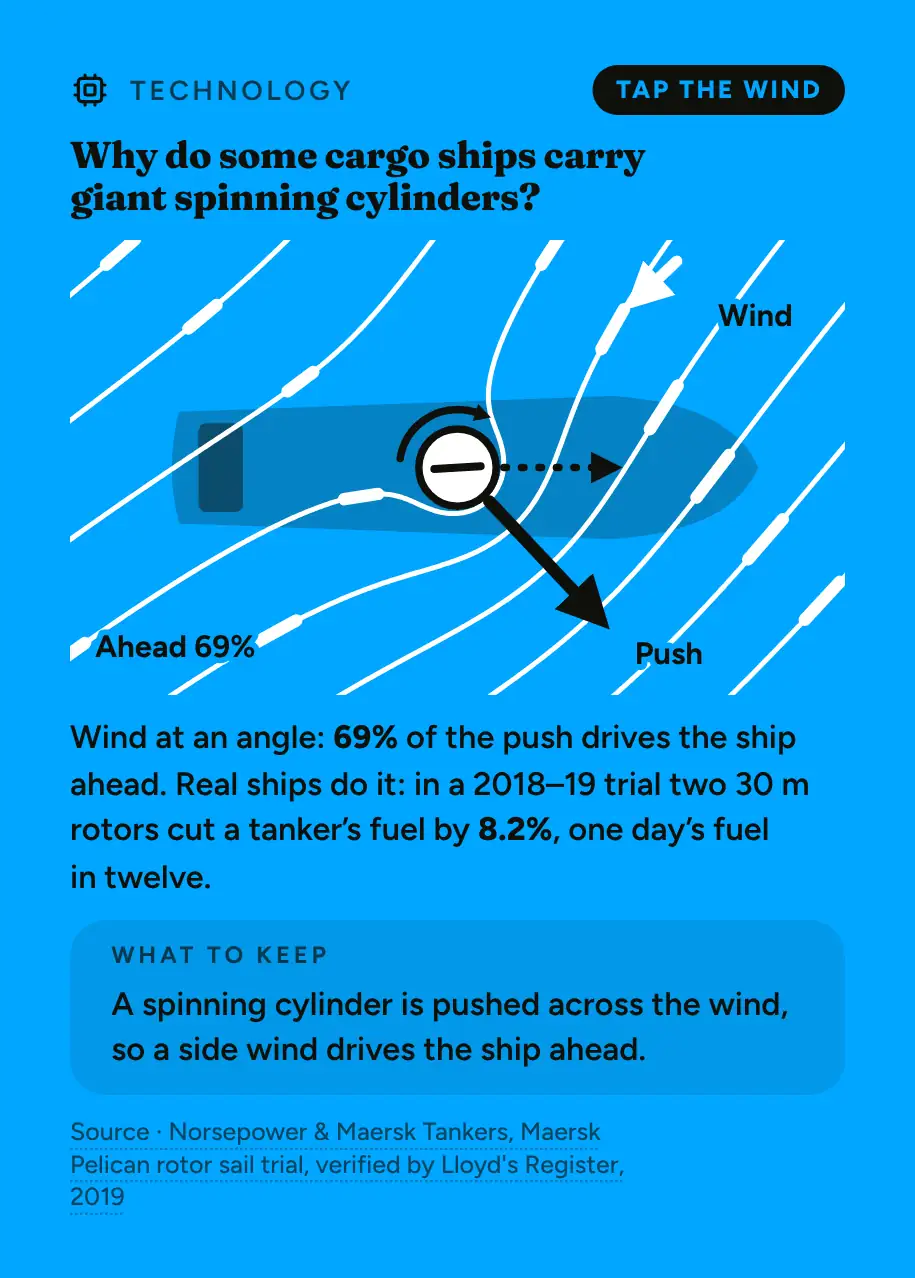 TECHNOLOGY
TAP THE WIND
Why do some cargo ships carry
giant spinning cylinders?
Wind
Ahead 69%
Push
Wind at an angle: 69% of the push drives the ship
ahead. Real ships do it: in a 2018–19 trial two 30 m
rotors cut a tanker’s fuel by 8.2%, one day’s fuel
in twelve.
WHAT TO KEEP
A spinning cylinder is pushed across the wind,
so a side wind drives the ship ahead.
Source · Norsepower & Maersk Tankers, Maersk
Pelican rotor sail trial, verified by Lloyd's Register,
2019